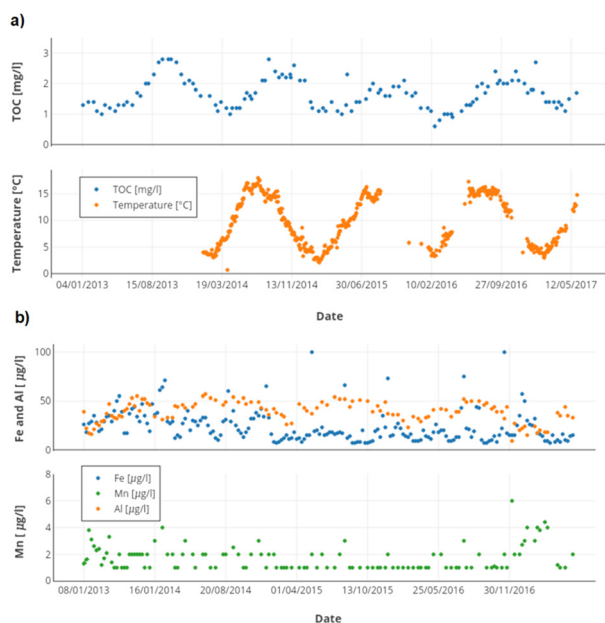 a)
TOC [mg/l]
3
2
1
0
TOC [mg/l]
Temperature [°C]
Temperature [°C]
15
10
5
0
04/01/2013 15/08/2013 19/03/2014 13/11/2014 30/06/2015 10/02/2016 27/09/2016 12/05/2017
Date
b)
Fe and Al [ µg/l]
100
50
0
Fe [µg/l]
Mn [µg/l]
Al [µg/l]
Mn [ µg/l]
8
6
4
2
0
08/01/2013 16/01/2014 20/08/2014 01/04/2015 13/10/2015 25/05/2016 30/11/2016
Date